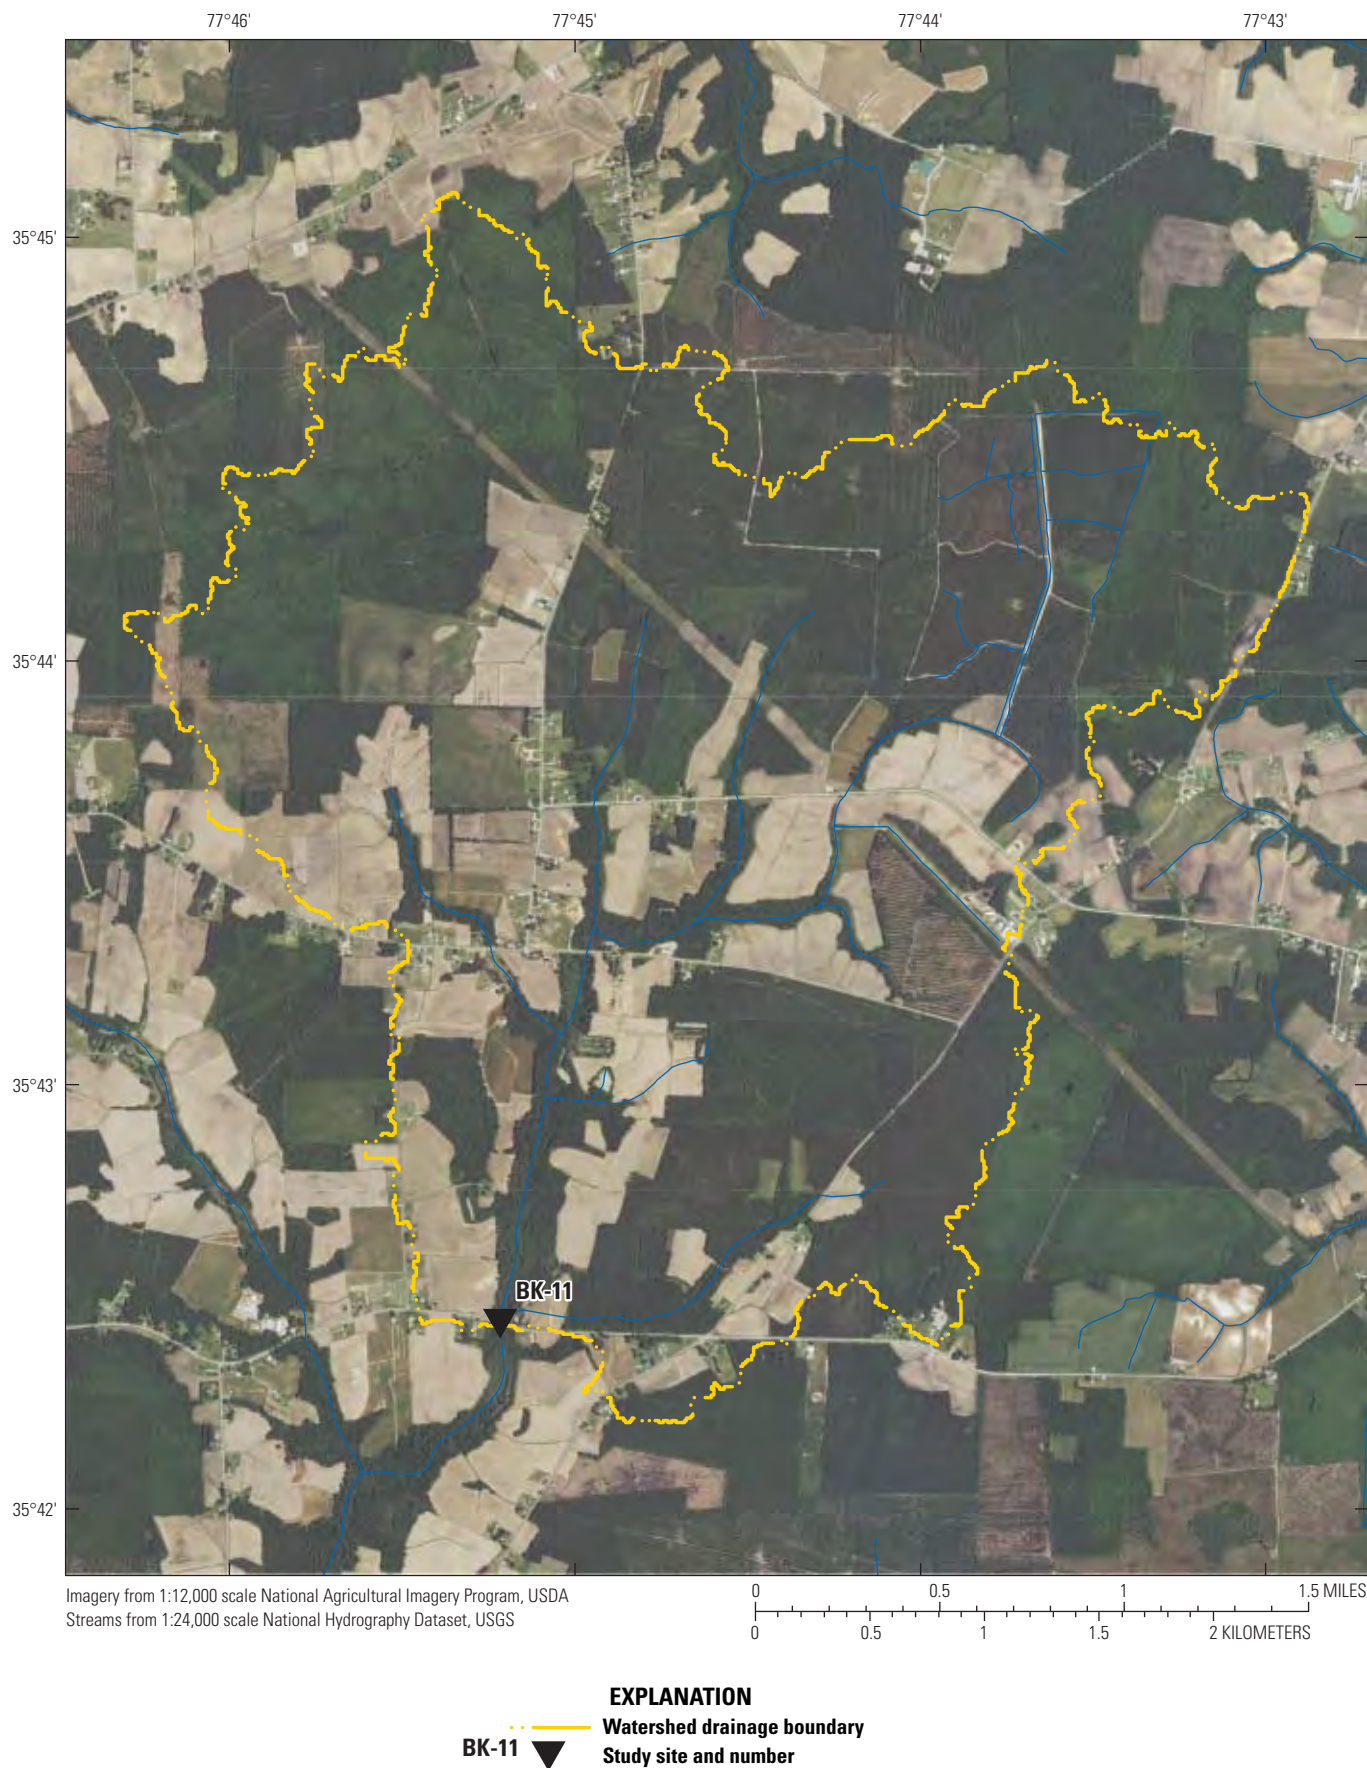 77°46' 77°45' 77°44' 77°43'
35°45'
35°44'
35°43'
BK-11
35°42'
Imagery from 1:12,000 scale National Agricultural Imagery Program, USDA
Streams from 1:24,000 scale National Hydrography Dataset, USGS
0 0.5 1 1.5 MILES
0 0.5 1 1.5 2 KILOMETERS
EXPLANATION
Watershed drainage boundary
BK-11 Study site and number